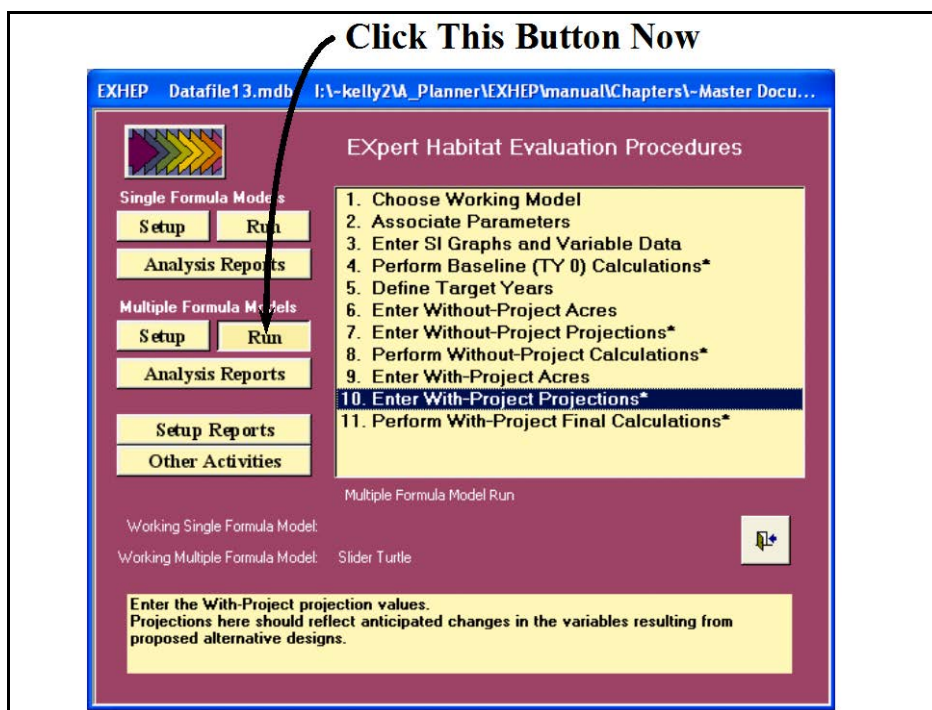 Click This Button Now
EXHEP Datafile13.mdb I:\~kelly2\A_Planner\EXHEP\manual\Chapters\~Master Docu...
EXpert Habitat Evaluation Procedures
Single Formula Models
Setup Run
Analysis Reports
Multiple Formula Models
Setup Run
Analysis Reports
Setup Reports
Other Activities
1. Choose Working Model
2. Associate Parameters
3. Enter SI Graphs and Variable Data
4. Perform Baseline (TY 0) Calculations*
5. Define Target Years
6. Enter Without-Project Acres
7. Enter Without-Project Projections*
8. Perform Without-Project Calculations*
9. Enter With-Project Acres
10. Enter With-Project Projections*
11. Perform With-Project Final Calculations*
Multiple Formula Model Run
Working Single Formula Model:
Working Multiple Formula Model: Slider Turtle
Enter the With-Project projection values.
Projections here should reflect anticipated changes in the variables resulting from
proposed alternative designs.